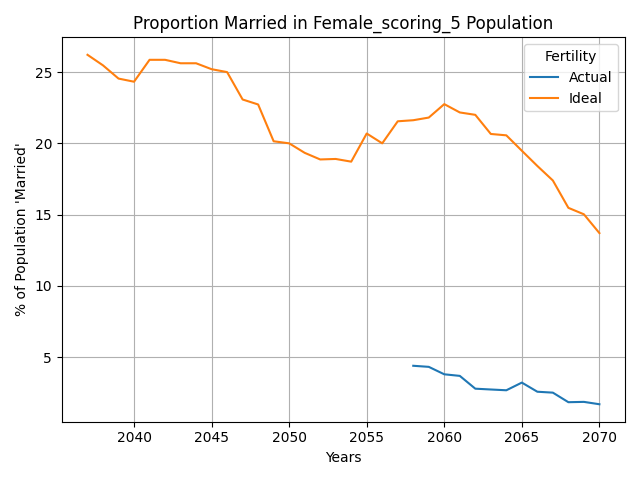 Proportion Married in Female_scoring_5 Population
Fertility
Actual
Ideal
% of Population 'Married'
25
20
15
10
5
2040 2045 2050 2055 2060 2065 2070
Years